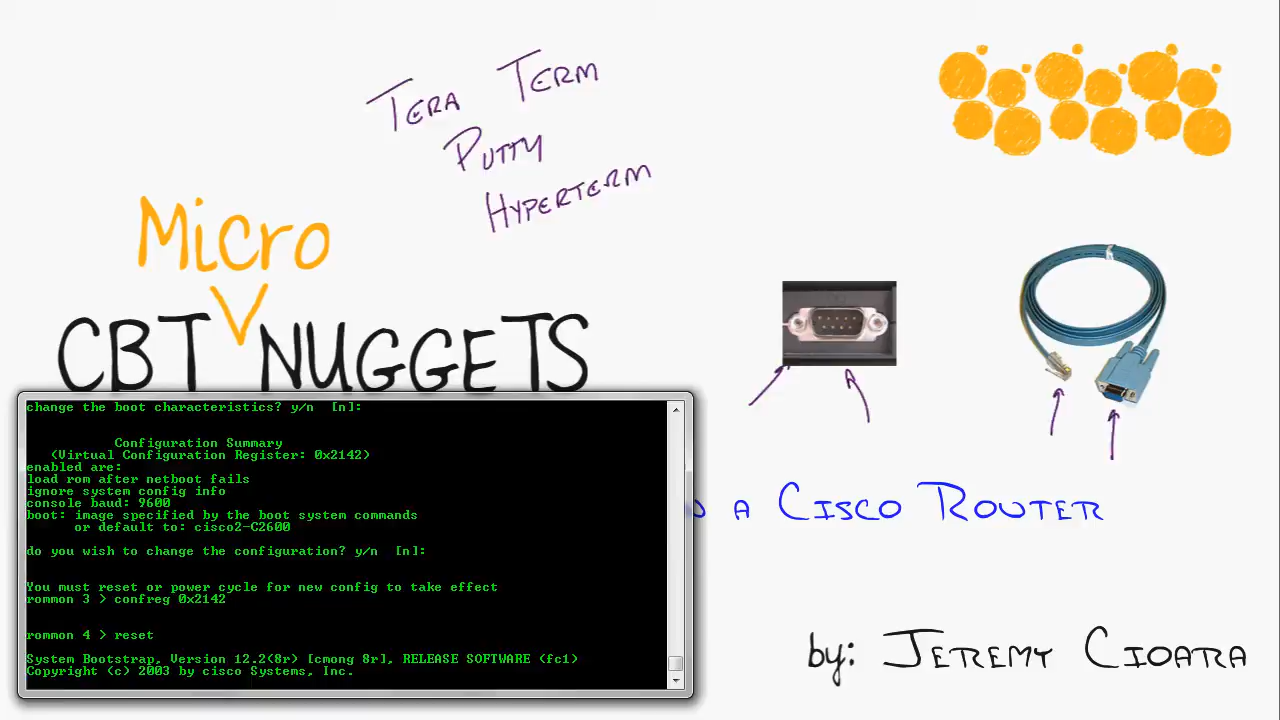 TERA TERM
PUTTY
HYPERTERM
Micro
CBT NUGGETS
change the boot characteristics? y/n  [n]:
Configuration Summary
(Virtual Configuration Register: 0x2142)
enabled are:
load rom after netboot fails
ignore system config info
console baud: 9600
boot: image specified by the boot system commands
or default to: cisco2-C2600
do you wish to change the configuration? y/n  [n]:
You must reset or power cycle for new config to take effect
rommon 3 > confreg 0x2142
rommon 4 > reset
System Bootstrap, Version 12.2(8r) [cmong 8r], RELEASE SOFTWARE (fc1)
Copyright (c) 2003 by cisco Systems, Inc.
A CISCO ROUTER
by: JEREMY CIOARA